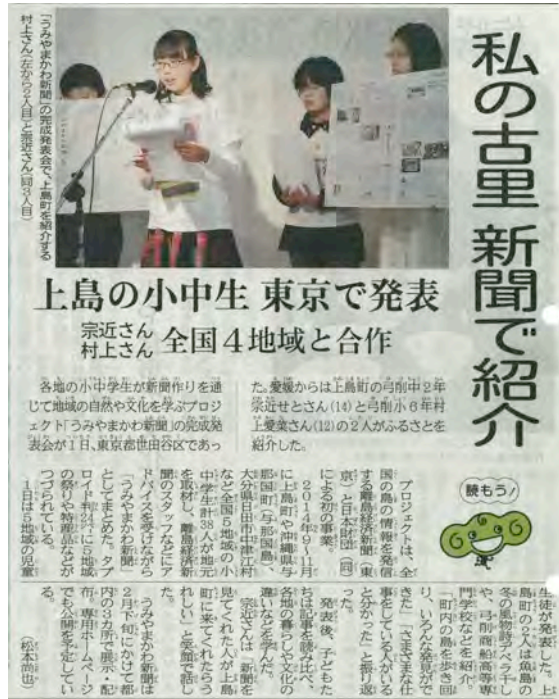 私の古里 新聞で紹介
「うみやまかわ新聞」の完成発表会で、上島町を紹介する
村上さん(左から2人目)と宗近さん(同3人目)
上島の小中生 東京で発表
宗近さん
村上さん
全国4地域と合作
各地の小中学生が新聞作りを通
じて地域の自然や文化を学ぶプロジ
ェクト「うみやまかわ新聞」の完成発
表会が1日、東京都世田谷区であっ
た。愛媛からは上島町の弓削中2年
宗近せとさん(14)と弓削小6年村
上愛菜さん(12)の2人がふるさとを
紹介した。
読もう!
プロジェクトは、全
国の島の情報を発信
する離島経済新聞(東
京)と日本財団(同)
による初の事業。
2014年9〜11月
に上島町や沖縄県与
那国町(与那国島)、
大分県日田市中津江村
など全国5地域の小
中学生計38人が地元
を取材し、離島経済新
聞のスタッフなどにア
ドバイスを受けながら
「うみやまかわ新聞」
としてまとめた。タブ
ロイド判24に5地域
の祭りや特産品などが
つづられている。
1日は5地域の児童
生徒が発表した。上
島町の2人は魚島の
冬の風物詩デベラ干し
や、弓削商船高等専
門学校などを紹介。
「町内の島を歩き回
り、いろんな発見がで
きた」「さまざまな仕
事をしている人がいる
と分かった」と振り返
った。
発表後、子どもた
ちは記事を読み比べ、
各地の暮らしや文化の
違いなどを学んだ。
宗近さんは「新聞を
見てくれた人が上島
町に来てくれたらう
れしい」と笑顔で話し
た。
うみやまかわ新聞は
2月下旬にかけて都
内の3カ所で展示・配
布。専用ホームページ
でも公開を予定してい
る。
(松本尚也)